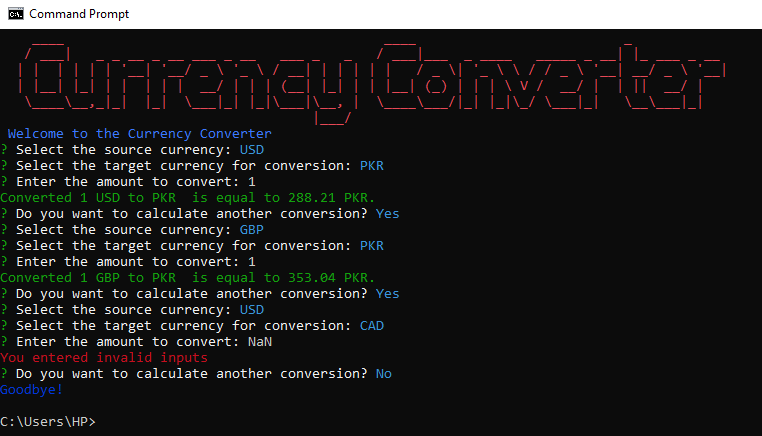 Command Prompt
Currency Converter
Welcome to the Currency Converter
? Select the source currency: USD
? Select the target currency for conversion: PKR
? Enter the amount to convert: 1
Converted 1 USD to PKR  is equal to 288.21 PKR.
? Do you want to calculate another conversion? Yes
? Select the source currency: GBP
? Select the target currency for conversion: PKR
? Enter the amount to convert: 1
Converted 1 GBP to PKR  is equal to 353.04 PKR.
? Do you want to calculate another conversion? Yes
? Select the source currency: USD
? Select the target currency for conversion: CAD
? Enter the amount to convert: NaN
You entered invalid inputs
? Do you want to calculate another conversion? No
Goodbye!
C:\Users\HP>